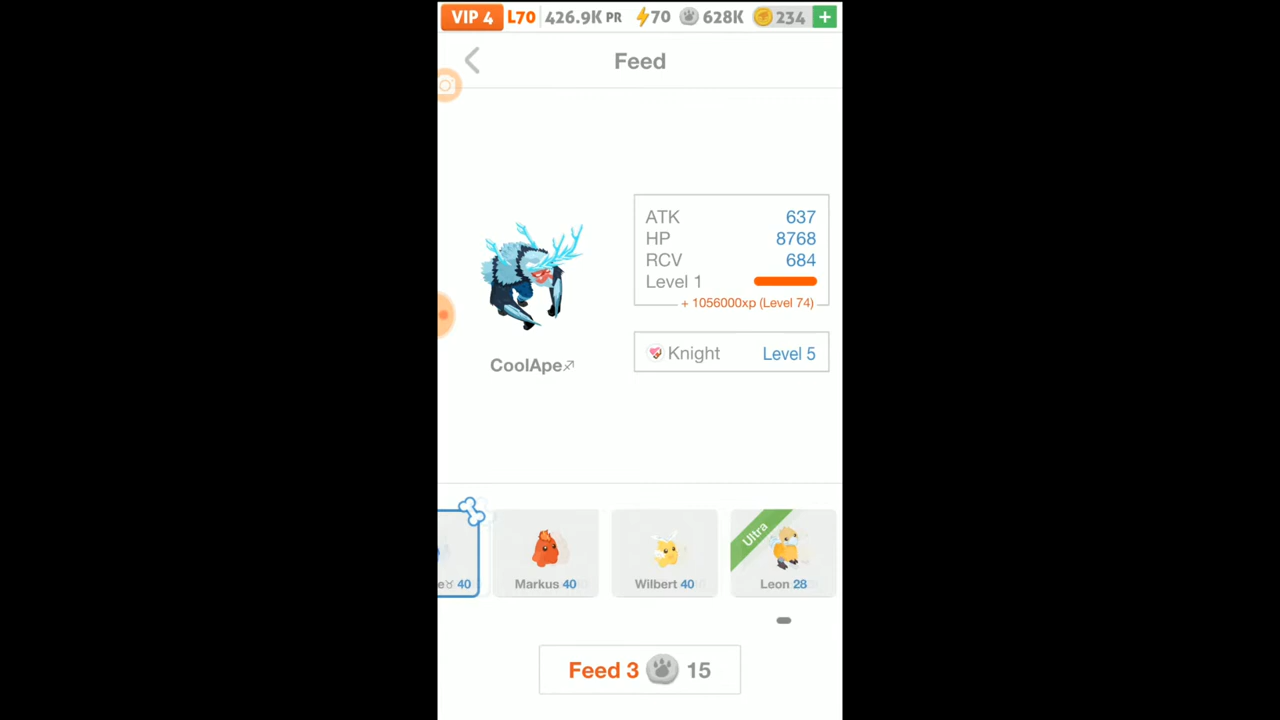 VIP 4 L70 426.9K PR 70 628K 234 +
Feed
ATK 637
HP 8768
RCV 684
Level 1
+ 1056000xp (Level 74)
CoolApe♐
Knight Level 5
Ultra
e♉ 40 Markus 40 Wilbert 40 Leon 28
Feed 3 15